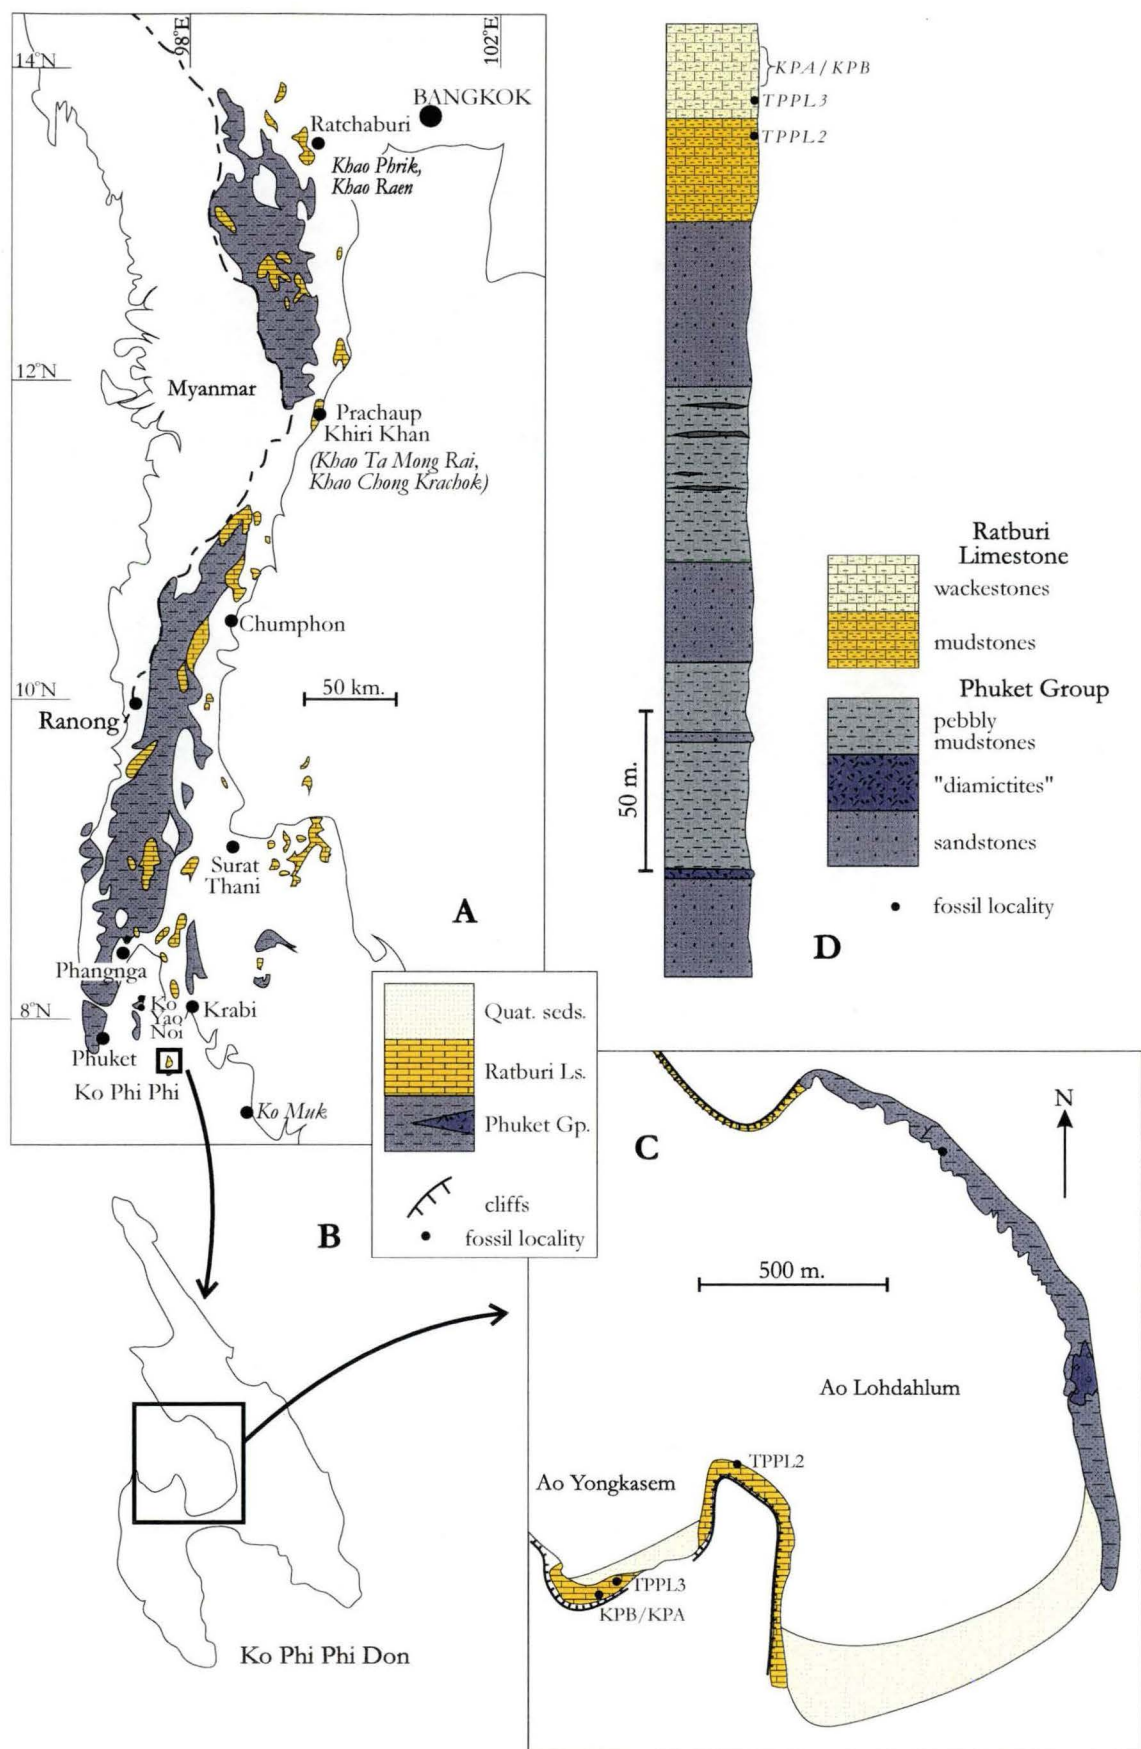 98°E
102°E
14°N
BANGKOK
Ratchaburi
Khao Phrik,
Khao Raen
12°N
Myanmar
Prachaup
Khiri Khan
(Khao Ta Mong Rai,
Khao Chong Krachok)
Chumphon
10°N
50 km.
Ranong
Surat
Thani
A
Phangnga
8°N
Ko
Yao
Noi
Krabi
Phuket
Ko Phi Phi
Ko Muk
Quat. seds.
Ratburi Ls.
Phuket Gp.
cliffs
fossil locality
B
Ko Phi Phi Don
KPA/KPB
TPPL3
TPPL2
50 m.
Ratburi
Limestone
wackestones
mudstones
Phuket Group
pebbly
mudstones
"diamictites"
sandstones
fossil locality
D
C
N
500 m.
Ao Lohdahlum
TPPL2
Ao Yongkasem
TPPL3
KPB/KPA